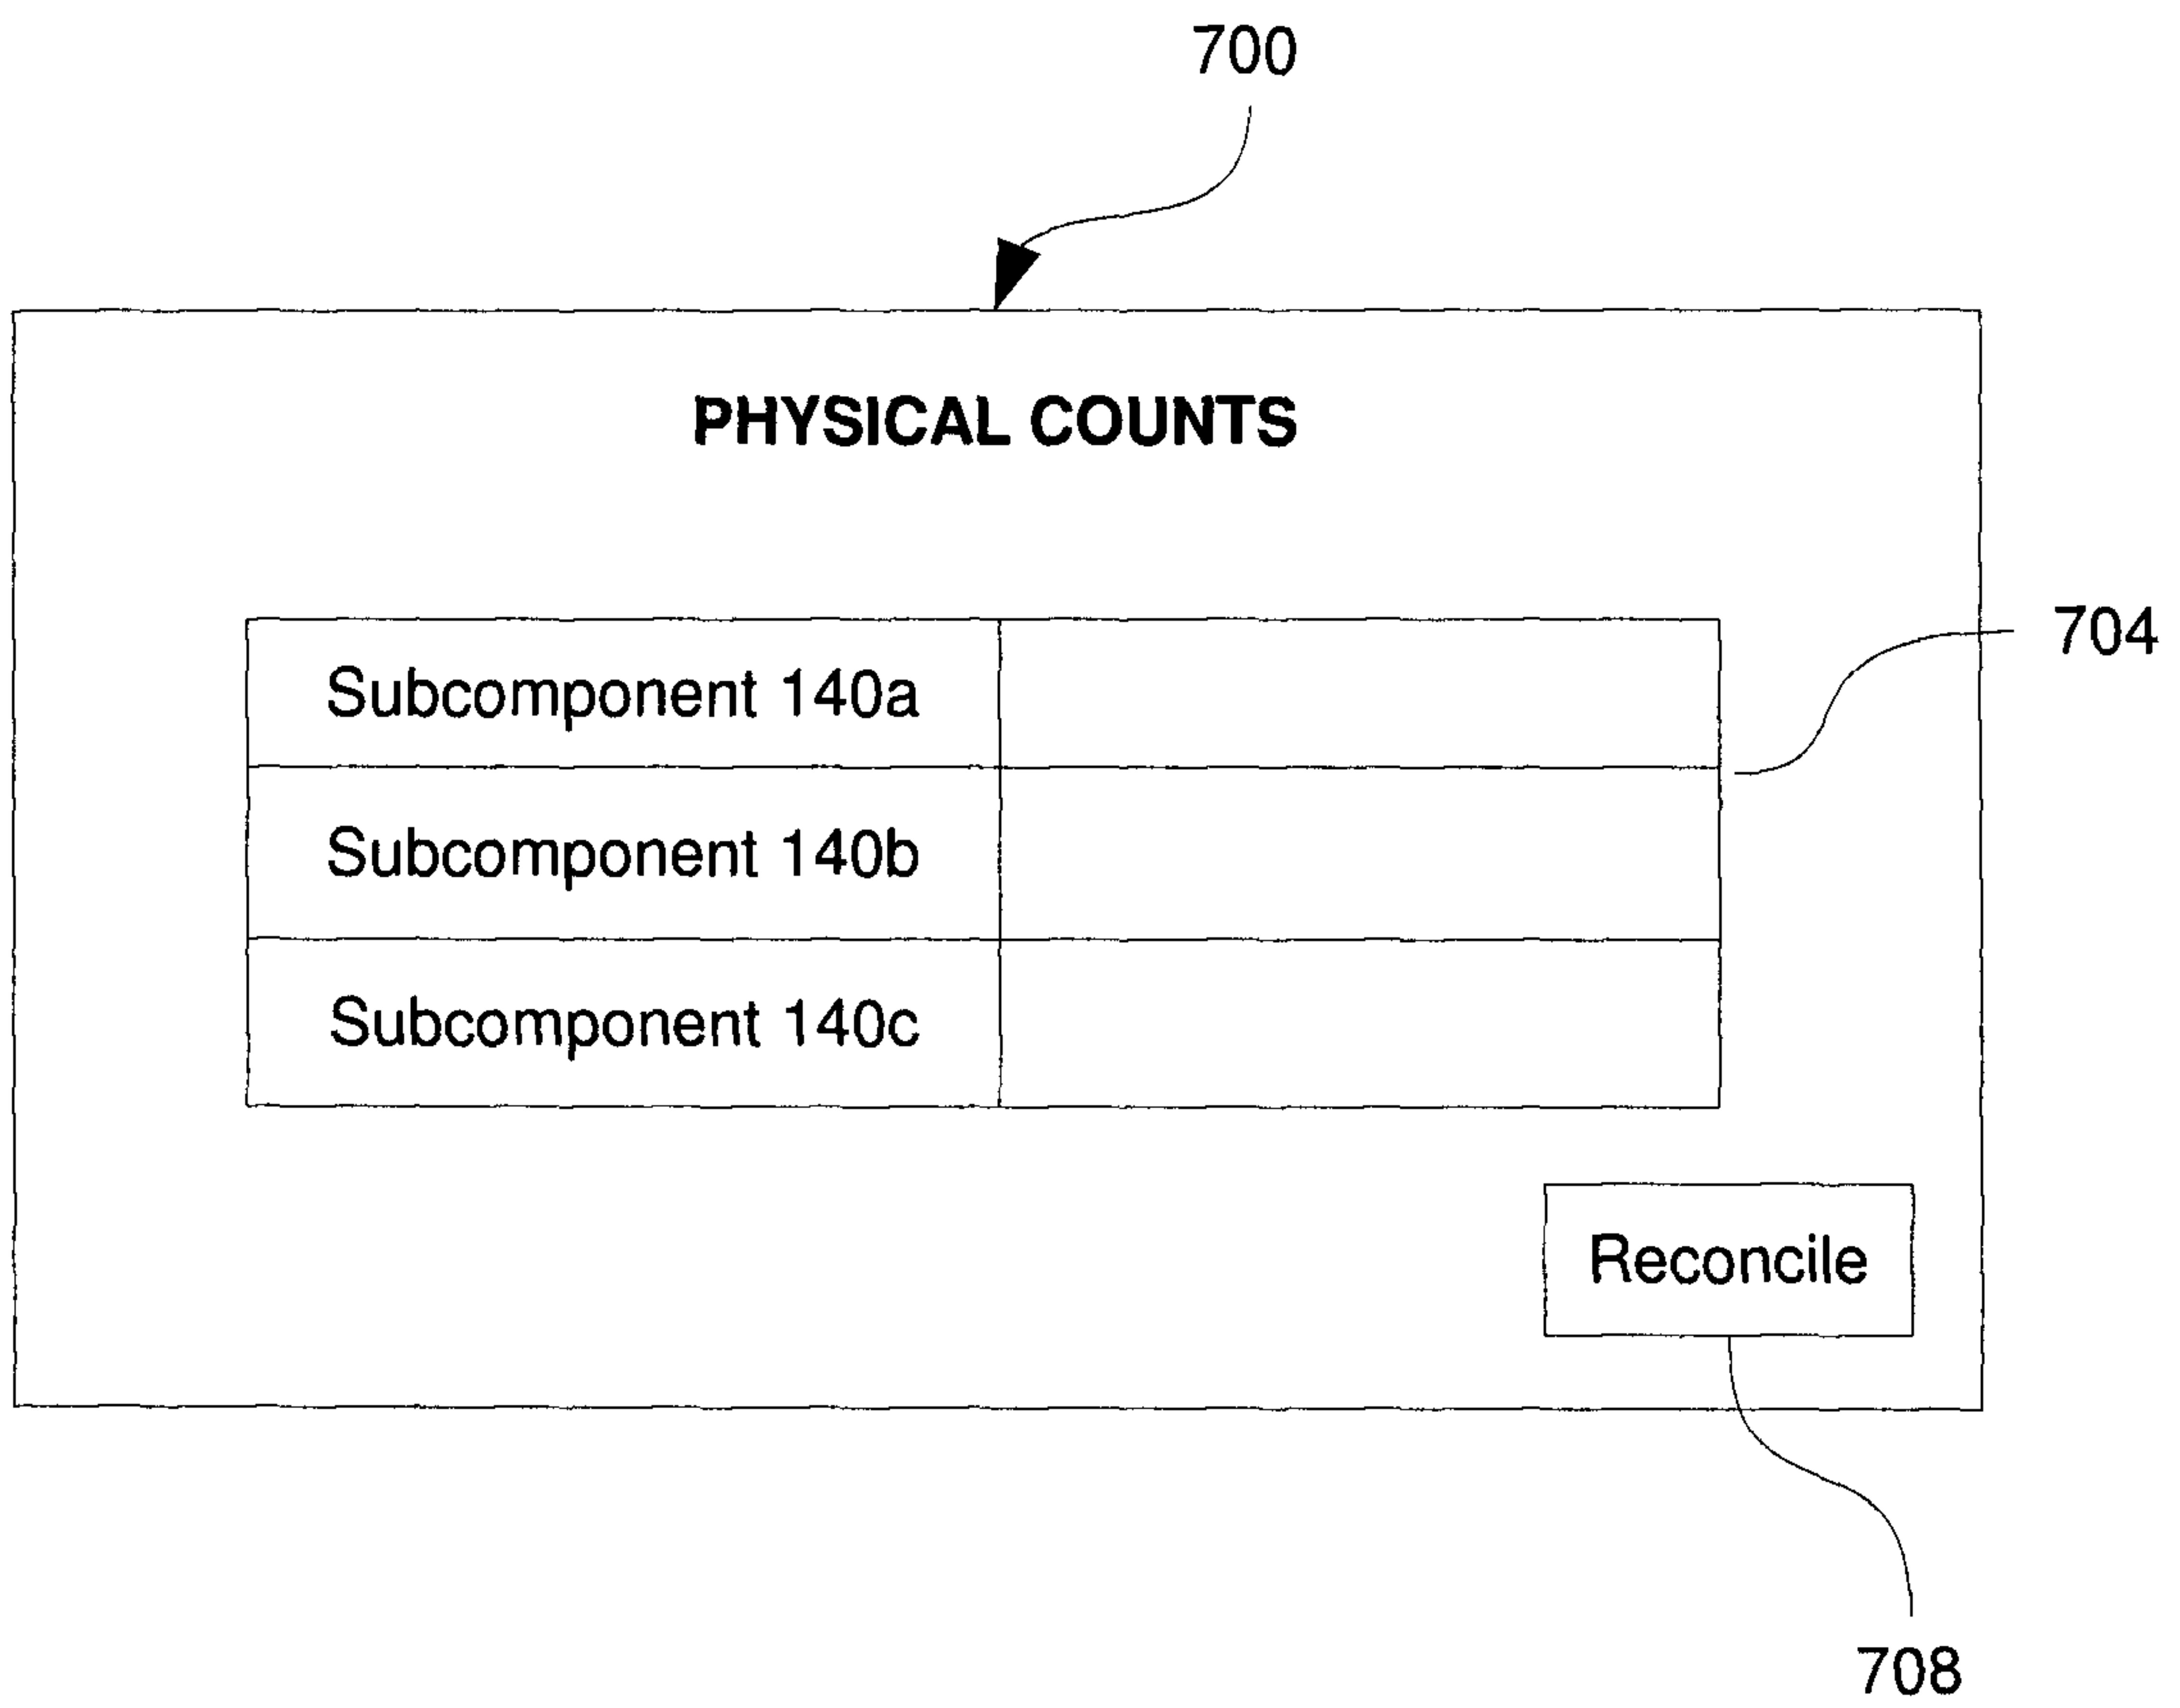 700
PHYSICAL COUNTS
704
Subcomponent 140a
Subcomponent 140b
Subcomponent 140c
Reconcile
708